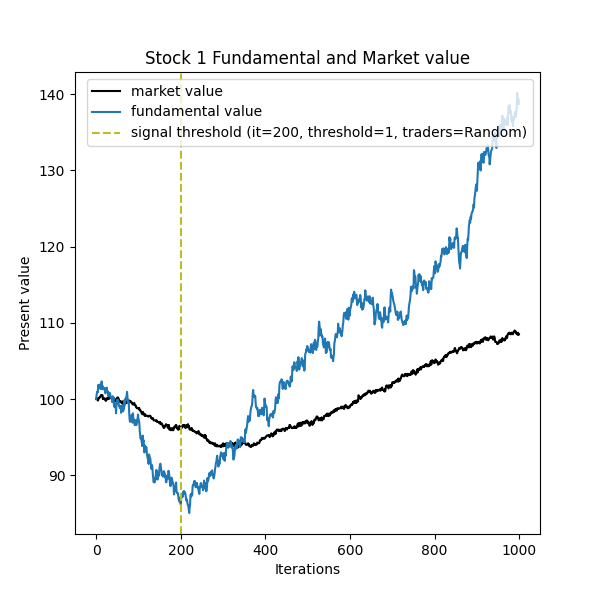 Stock 1 Fundamental and Market value
market value
fundamental value
signal threshold (it=200, threshold=1, traders=Random)
140
130
120
110
100
90
Present value
0 200 400 600 800 1000
Iterations